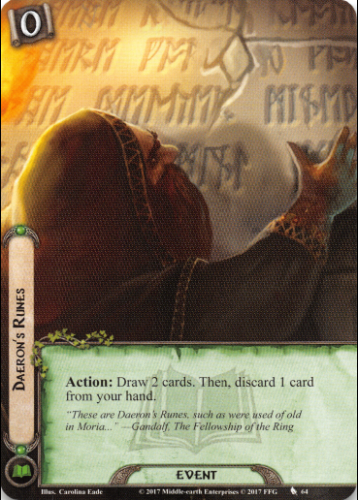 0
DAERON'S RUNES
Action: Draw 2 cards. Then, discard 1 card
from your hand.
"These are Daeron's Runes, such as were used of old
in Moria..." —Gandalf, The Fellowship of the Ring
EVENT
Illus. Carolina Eade
© 2017 Middle-earth Enterprises © 2017 FFG
64